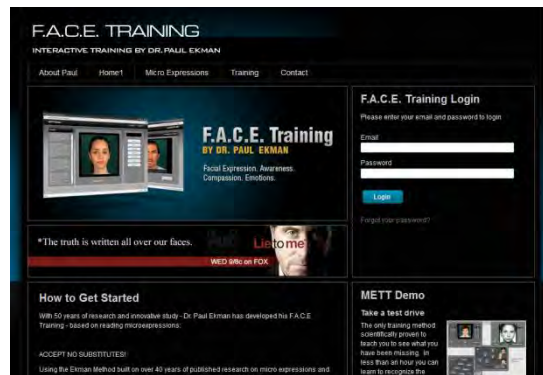 F.A.C.E. TRAINING
INTERACTIVE TRAINING BY DR. PAUL EKMAN
About Paul Home1 Micro Expressions Training Contact
F.A.C.E. Training
BY DR. PAUL EKMAN
Facial Expression. Awareness.
Compassion. Emotions.
F.A.C.E. Training Login
Please enter your email and password to login
Email
Password
Login
Forgot your password?
*The truth is written all over our faces.
Lie to me
WED 8/9c on FOX
How to Get Started
With 50 years of research and innovative study - Dr. Paul Ekman has developed his F.A.C.E
Training - based on reading microexpressions.
ACCEPT NO SUBSTITUTES!
Using the Ekman Method built on over 40 years of published research on micro expressions and
METT Demo
Take a test drive
The only training method
scientifically proven to
teach you to see what you
have been missing. In
less than an hour you can
learn to recognize the